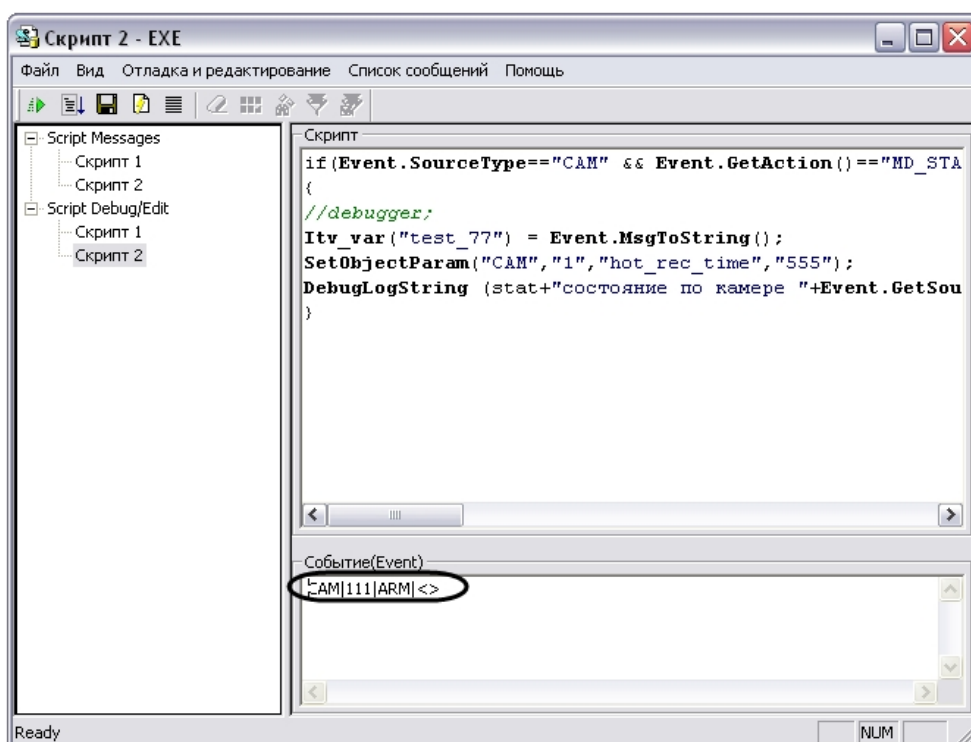 Скрипт 2 - EXE
Файл Вид Отладка и редактирование Список сообщений Помощь
Script Messages
Скрипт 1
Скрипт 2
Script Debug/Edit
Скрипт 1
Скрипт 2
Скрипт
if(Event.SourceType=="CAM" && Event.GetAction()=="MD_STA
{
//debugger;
Itv_var("test_77") = Event.MsgToString();
SetObjectParam("CAM","1","hot_rec_time","555");
DebugLogString (stat+"состояние по камере "+Event.GetSou
}
Событие(Event)
CAM|111|ARM|<>
Ready
NUM